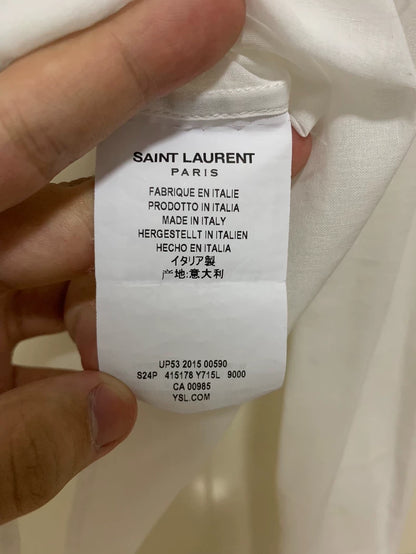 SAINT LAURENT
PARIS
FABRIQUE EN ITALIE
PRODOTTO IN ITALIA
MADE IN ITALY
HERGESTELLT IN ITALIEN
HECHO EN ITALIA
イタリア製
产地:意大利
UP53 2015 00590
S24P 415178 Y715L 9000
CA 00985
YSL.COM